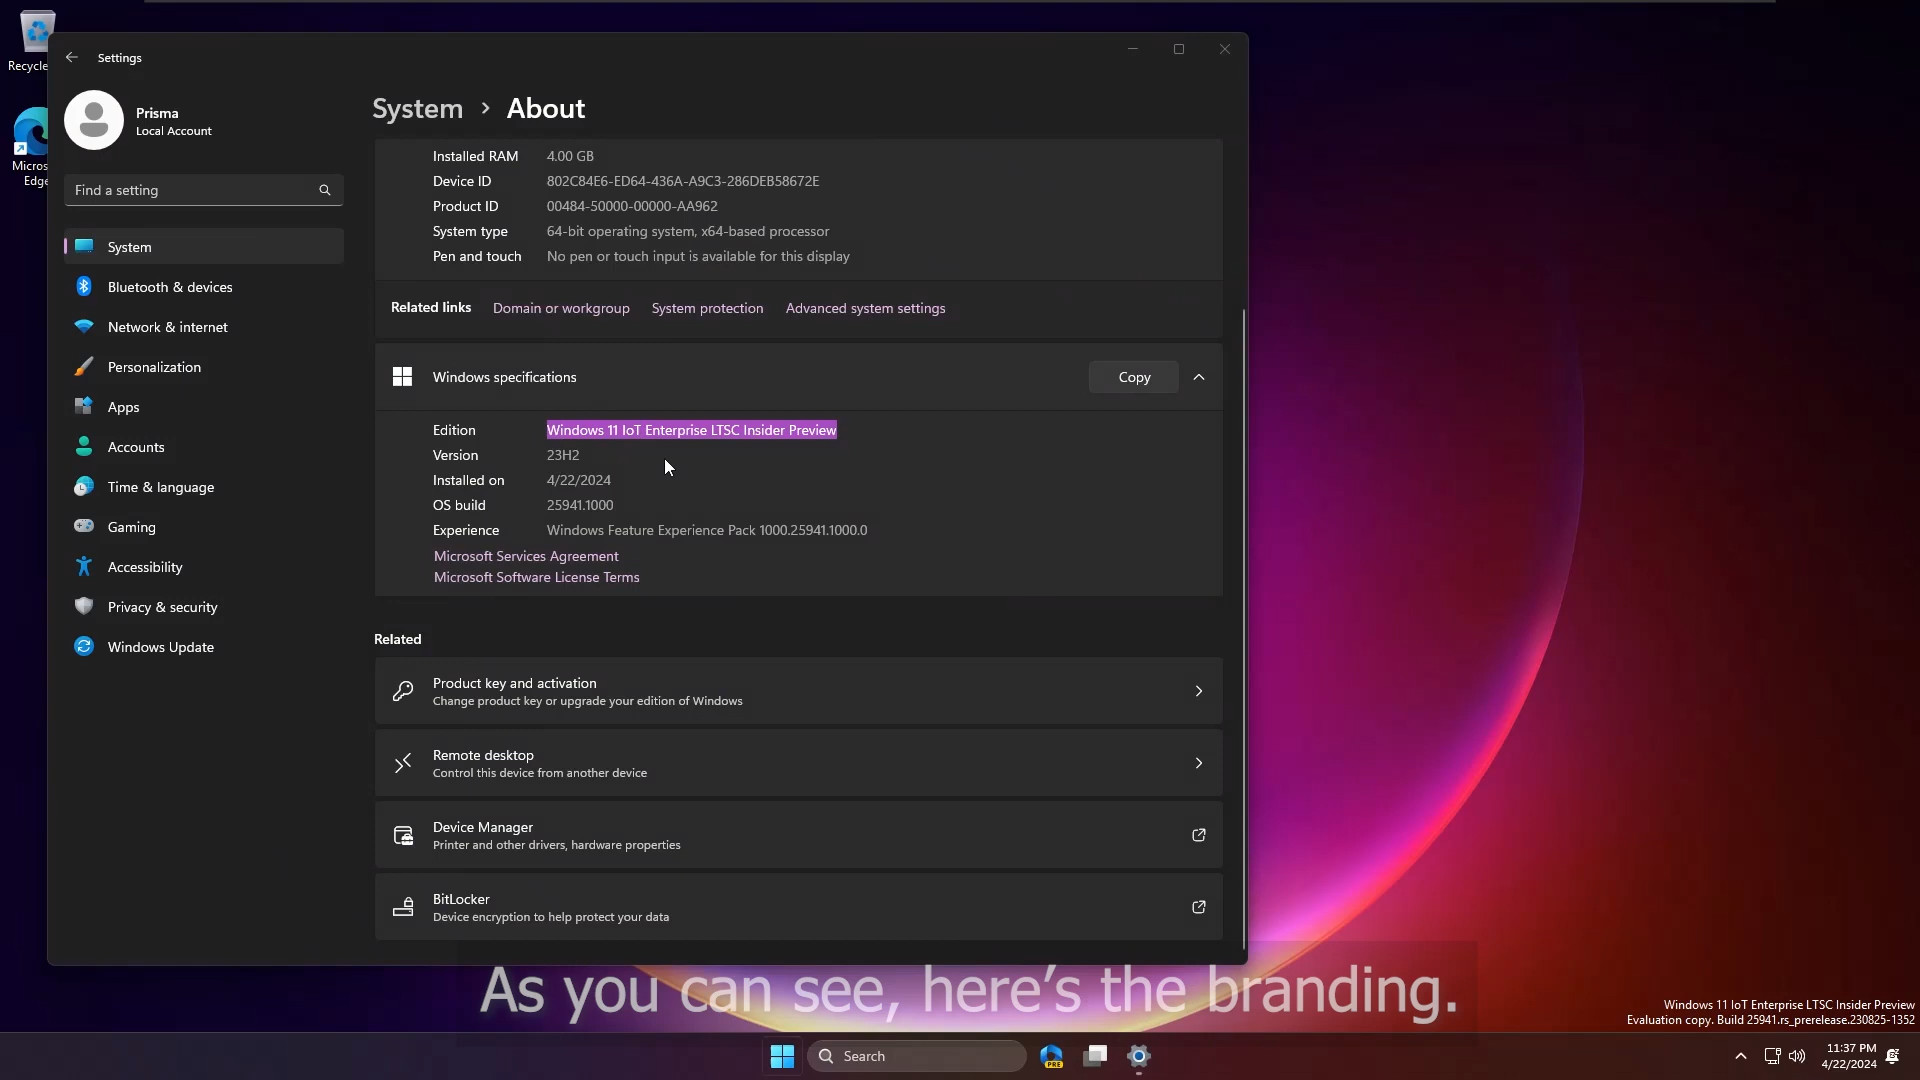 Recycle
Micros
Edge
Settings
Prisma
Local Account
Find a setting
System
Bluetooth & devices
Network & internet
Personalization
Apps
Accounts
Time & language
Gaming
Accessibility
Privacy & security
Windows Update
System > About
Installed RAM 4.00 GB
Device ID 802C84E6-ED64-436A-A9C3-286DEB58672E
Product ID 00484-50000-00000-AA962
System type 64-bit operating system, x64-based processor
Pen and touch No pen or touch input is available for this display
Related links Domain or workgroup System protection Advanced system settings
Windows specifications Copy
Edition Windows 11 IoT Enterprise LTSC Insider Preview
Version 23H2
Installed on 4/22/2024
OS build 25941.1000
Experience Windows Feature Experience Pack 1000.25941.1000.0
Microsoft Services Agreement
Microsoft Software License Terms
Related
Product key and activation
Change product key or upgrade your edition of Windows
Remote desktop
Control this device from another device
Device Manager
Printer and other drivers, hardware properties
BitLocker
Device encryption to help protect your data
As you can see, here's the branding.
Windows 11 IoT Enterprise LTSC Insider Preview
Evaluation copy. Build 25941.rs_prerelease.230825-1352
Search
PRE
11:37 PM
4/22/2024